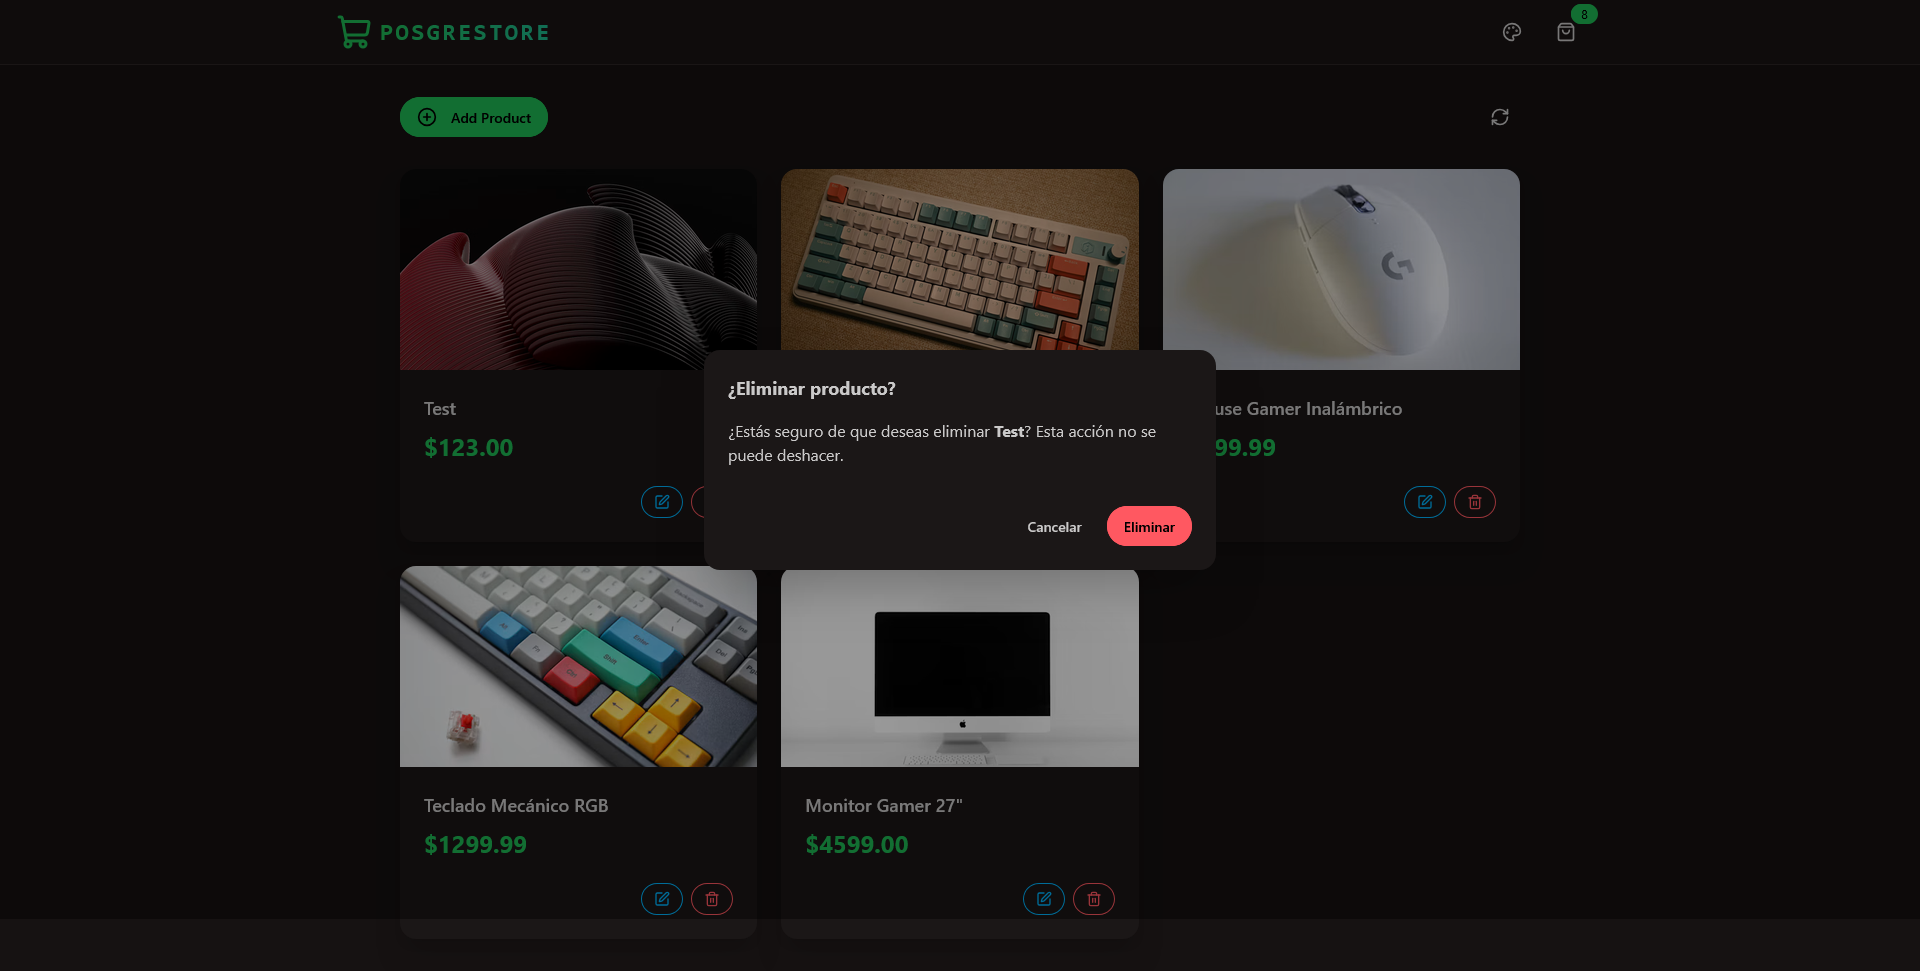 POSGRESTORE
8
Add Product
¿Eliminar producto?
¿Estás seguro de que deseas eliminar Test? Esta acción no se
puede deshacer.
Cancelar
Eliminar
Test
$123.00
use Gamer Inalámbrico
99.99
Teclado Mecánico RGB
$1299.99
Monitor Gamer 27"
$4599.00